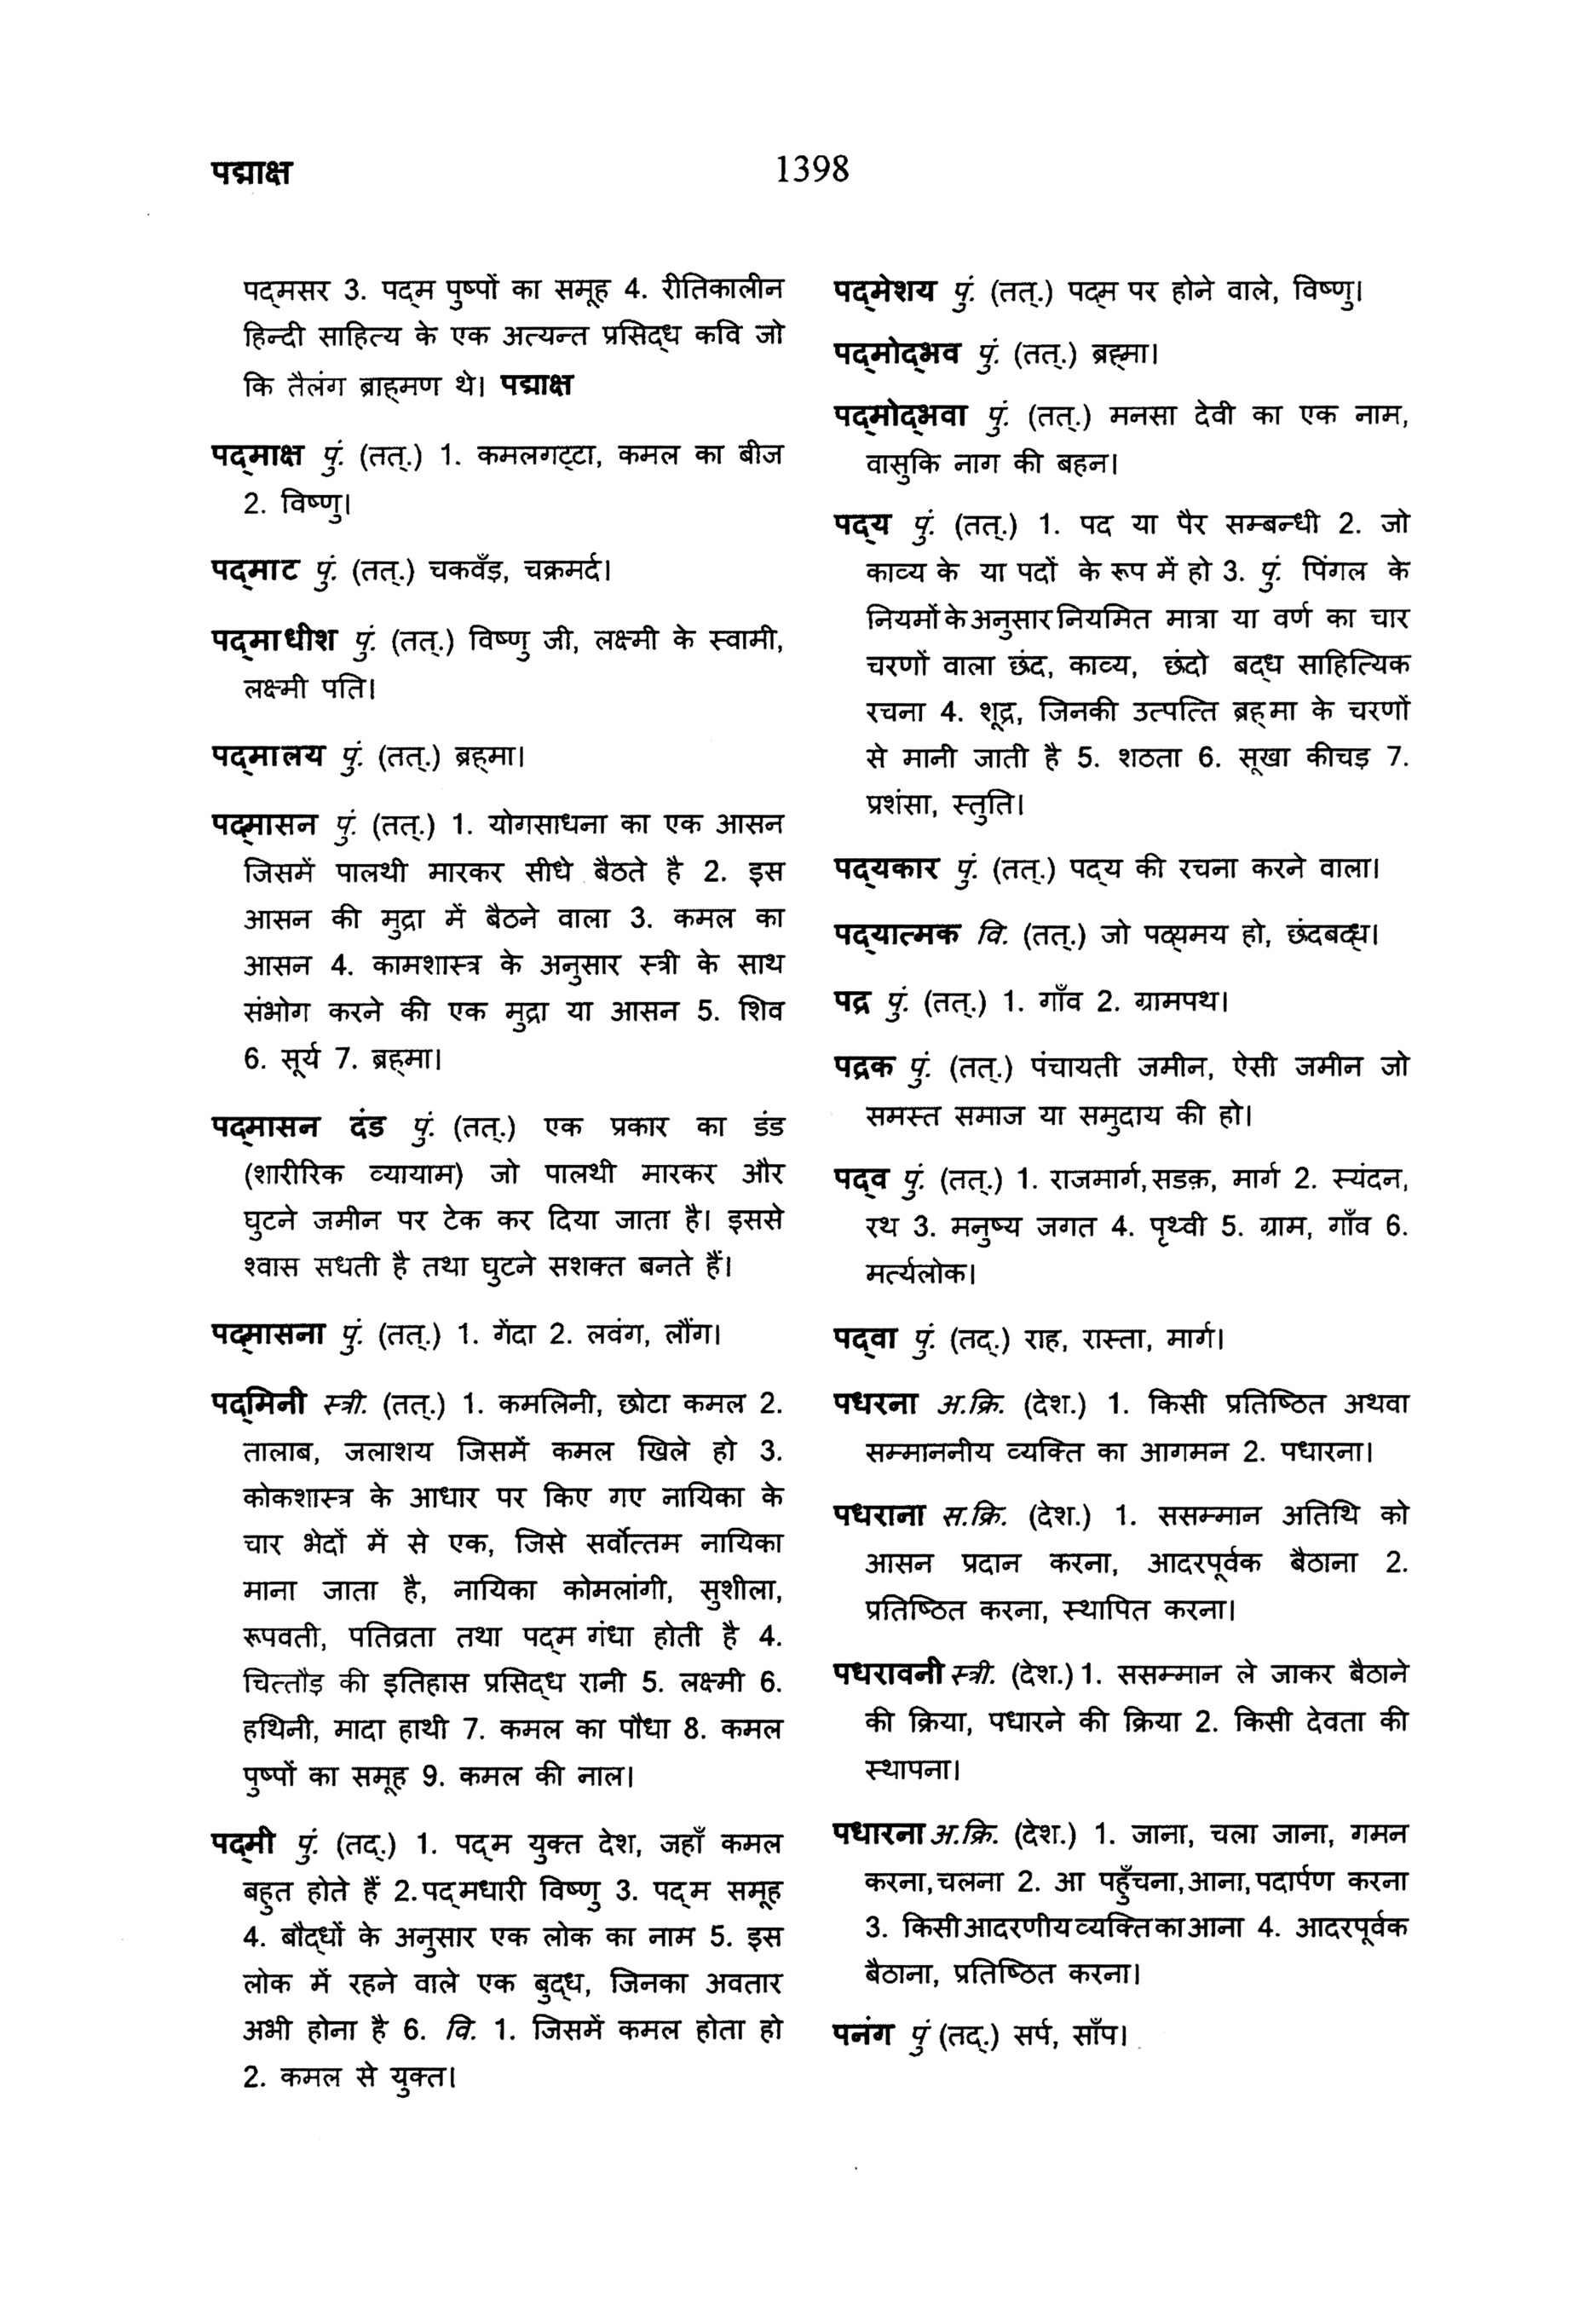 पद्माक्ष
1398
पद्‌मसर 3. पद्‌म पुष्पों का समूह 4. रीतिकालीन
हिन्दी साहित्य के एक अत्यन्त प्रसिद्‌ध कवि जो
कि तैलंग ब्राह्‌मण थे। पद्माक्ष
पद्‌माक्ष पुं. (तत्.) 1. कमलगट्‌टा, कमल का बीज
2. विष्णु।
पद्‌माट पुं. (तत्.) चकवँड़, चक्रमर्द।
पद्‌माधीश पुं. (तत्.) विष्णु जी, लक्ष्मी के स्वामी,
लक्ष्मी पति।
पद्‌मालय पुं. (तत्.) ब्रह्‌मा।
पद्‌मासन पुं. (तत्.) 1. योगसाधना का एक आसन
जिसमें पालथी मारकर सीधे बैठते है 2. इस
आसन की मुद्रा में बैठने वाला 3. कमल का
आसन 4. कामशास्त्र के अनुसार स्त्री के साथ
संभोग करने की एक मुद्रा या आसन 5. शिव
6. सूर्य 7. ब्रह्‌मा।
पद्‌मासन दंड पुं. (तत्.) एक प्रकार का डंड
(शारीरिक व्यायाम) जो पालथी मारकर और
घुटने जमीन पर टेक कर दिया जाता है। इससे
श्वास सधती है तथा घुटने सशक्त बनते हैं।
पद्‌मासना पुं. (तत्.) 1. गेंदा 2. लवंग, लौंग।
पद्‌मिनी स्त्री. (तत्.) 1. कमलिनी, छोटा कमल 2.
तालाब, जलाशय जिसमें कमल खिले हो 3.
कोकशास्त्र के आधार पर किए गए नायिका के
चार भेदों में से एक, जिसे सर्वोत्तम नायिका
माना जाता है, नायिका कोमलांगी, सुशीला,
रूपवती, पतिव्रता तथा पद्‌म गंधा होती है 4.
चित्तौड़ की इतिहास प्रसिद्‌ध रानी 5. लक्ष्मी 6.
हथिनी, मादा हाथी 7. कमल का पौधा 8. कमल
पुष्पों का समूह 9. कमल की नाल।
पद्‌मी पुं. (तद्.) 1. पद्‌म युक्त देश, जहाँ कमल
बहुत होते हैं 2. पद्‌मधारी विष्णु 3. पद्‌म समूह
4. बौद्‌धों के अनुसार एक लोक का नाम 5. इस
लोक में रहने वाले एक बुद्‌ध, जिनका अवतार
अभी होना है 6. वि. 1. जिसमें कमल होता हो
2. कमल से युक्त।
पद्‌मेशय पुं. (तत्.) पद्‌म पर होने वाले, विष्णु।
पद्‌मोद्‌भव पुं. (तत्.) ब्रह्‌मा।
पद्‌मोद्‌भवा पुं. (तत्.) मनसा देवी का एक नाम,
वासुकि नाग की बहन।
पद्‌य पुं. (तत्.) 1. पद या पैर सम्बन्धी 2. जो
काव्य के या पदों के रूप में हो 3. पुं. पिंगल के
नियमों के अनुसार नियमित मात्रा या वर्ण का चार
चरणों वाला छंद, काव्य, छंदो बद्‌ध साहित्यिक
रचना 4. शूद्र, जिनकी उत्पत्ति ब्रह्‌मा के चरणों
से मानी जाती है 5. शठता 6. सूखा कीचड़ 7.
प्रशंसा, स्तुति।
पद्‌यकार पुं. (तत्.) पद्‌य की रचना करने वाला।
पद्‌यात्मक वि. (तत्.) जो पद्‌यमय हो, छंदबद्‌ध।
पद्र पुं. (तत्.) 1. गाँव 2. ग्रामपथ।
पद्रक पुं. (तत्.) पंचायती जमीन, ऐसी जमीन जो
समस्त समाज या समुदाय की हो।
पद्‌व पुं. (तत्.) 1. राजमार्ग, सडक़, मार्ग 2. स्यंदन,
रथ 3. मनुष्य जगत 4. पृथ्वी 5. ग्राम, गाँव 6.
मर्त्यलोक।
पद्‌वा पुं. (तद्.) राह, रास्ता, मार्ग।
पधरना अ.क्रि. (देश.) 1. किसी प्रतिष्ठित अथवा
सम्माननीय व्यक्ति का आगमन 2. पधारना।
पधराना स.क्रि. (देश.) 1. ससम्मान अतिथि को
आसन प्रदान करना, आदरपूर्वक बैठाना 2.
प्रतिष्ठित करना, स्थापित करना।
पधरावनी स्त्री. (देश.) 1. ससम्मान ले जाकर बैठाने
की क्रिया, पधारने की क्रिया 2. किसी देवता की
स्थापना।
पधारना अ.क्रि. (देश.) 1. जाना, चला जाना, गमन
करना, चलना 2. आ पहुँचना, आना, पदार्पण करना
3. किसी आदरणीय व्यक्ति का आना 4. आदरपूर्वक
बैठाना, प्रतिष्ठित करना।
पनंग पुं (तद्.) सर्प, साँप।